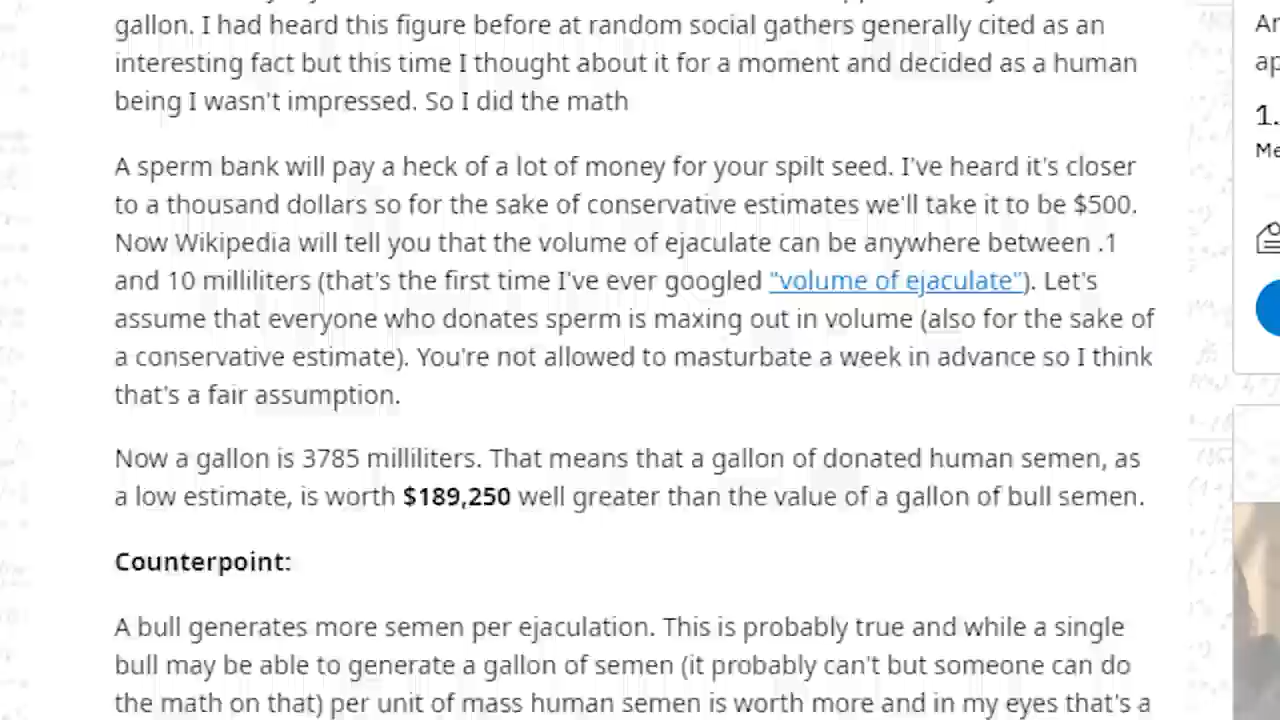 gallon. I had heard this figure before at random social gathers generally cited as an
interesting fact but this time I thought about it for a moment and decided as a human
being I wasn't impressed. So I did the math
A sperm bank will pay a heck of a lot of money for your spilt seed. I've heard it's closer
to a thousand dollars so for the sake of conservative estimates we'll take it to be $500.
Now Wikipedia will tell you that the volume of ejaculate can be anywhere between .1
and 10 milliliters (that's the first time I've ever googled "volume of ejaculate"). Let's
assume that everyone who donates sperm is maxing out in volume (also for the sake of
a conservative estimate). You're not allowed to masturbate a week in advance so I think
that's a fair assumption.
Now a gallon is 3785 milliliters. That means that a gallon of donated human semen, as
a low estimate, is worth $189,250 well greater than the value of a gallon of bull semen.
Counterpoint:
A bull generates more semen per ejaculation. This is probably true and while a single
bull may be able to generate a gallon of semen (it probably can't but someone can do
the math on that) per unit of mass human semen is worth more and in my eyes that's a
1.